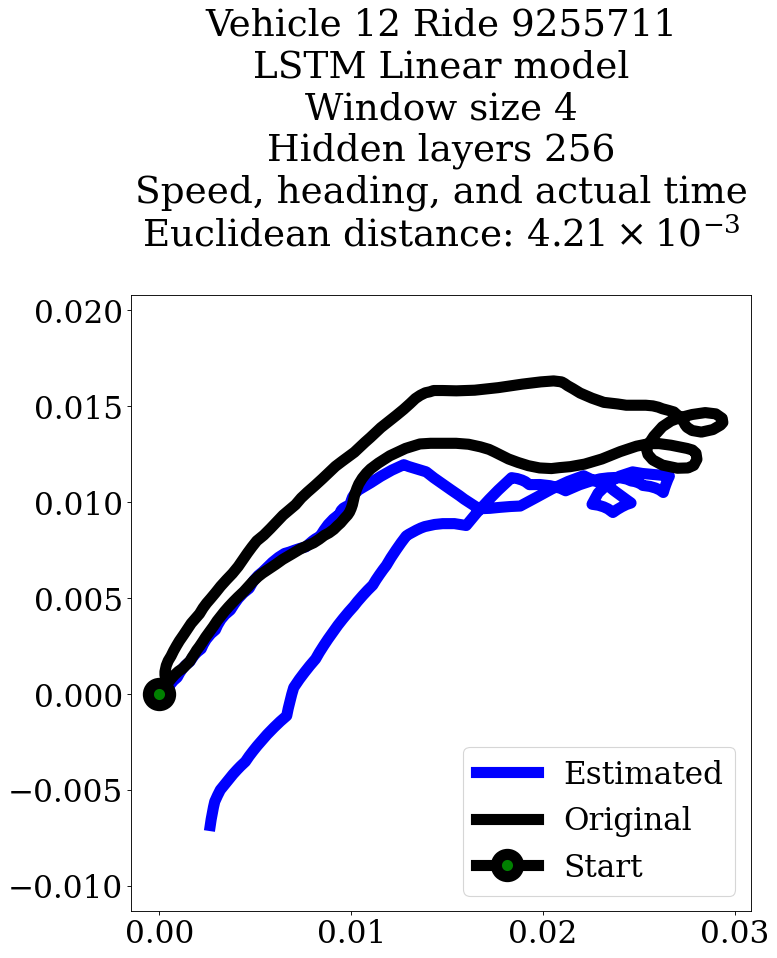 Vehicle 12 Ride 9255711
LSTM Linear model
Window size 4
Hidden layers 256
Speed, heading, and actual time
Euclidean distance: 4.21 × 10⁻³
0.020
0.015
0.010
0.005
0.000
−0.005
−0.010
0.00 0.01 0.02 0.03
Estimated
Original
Start